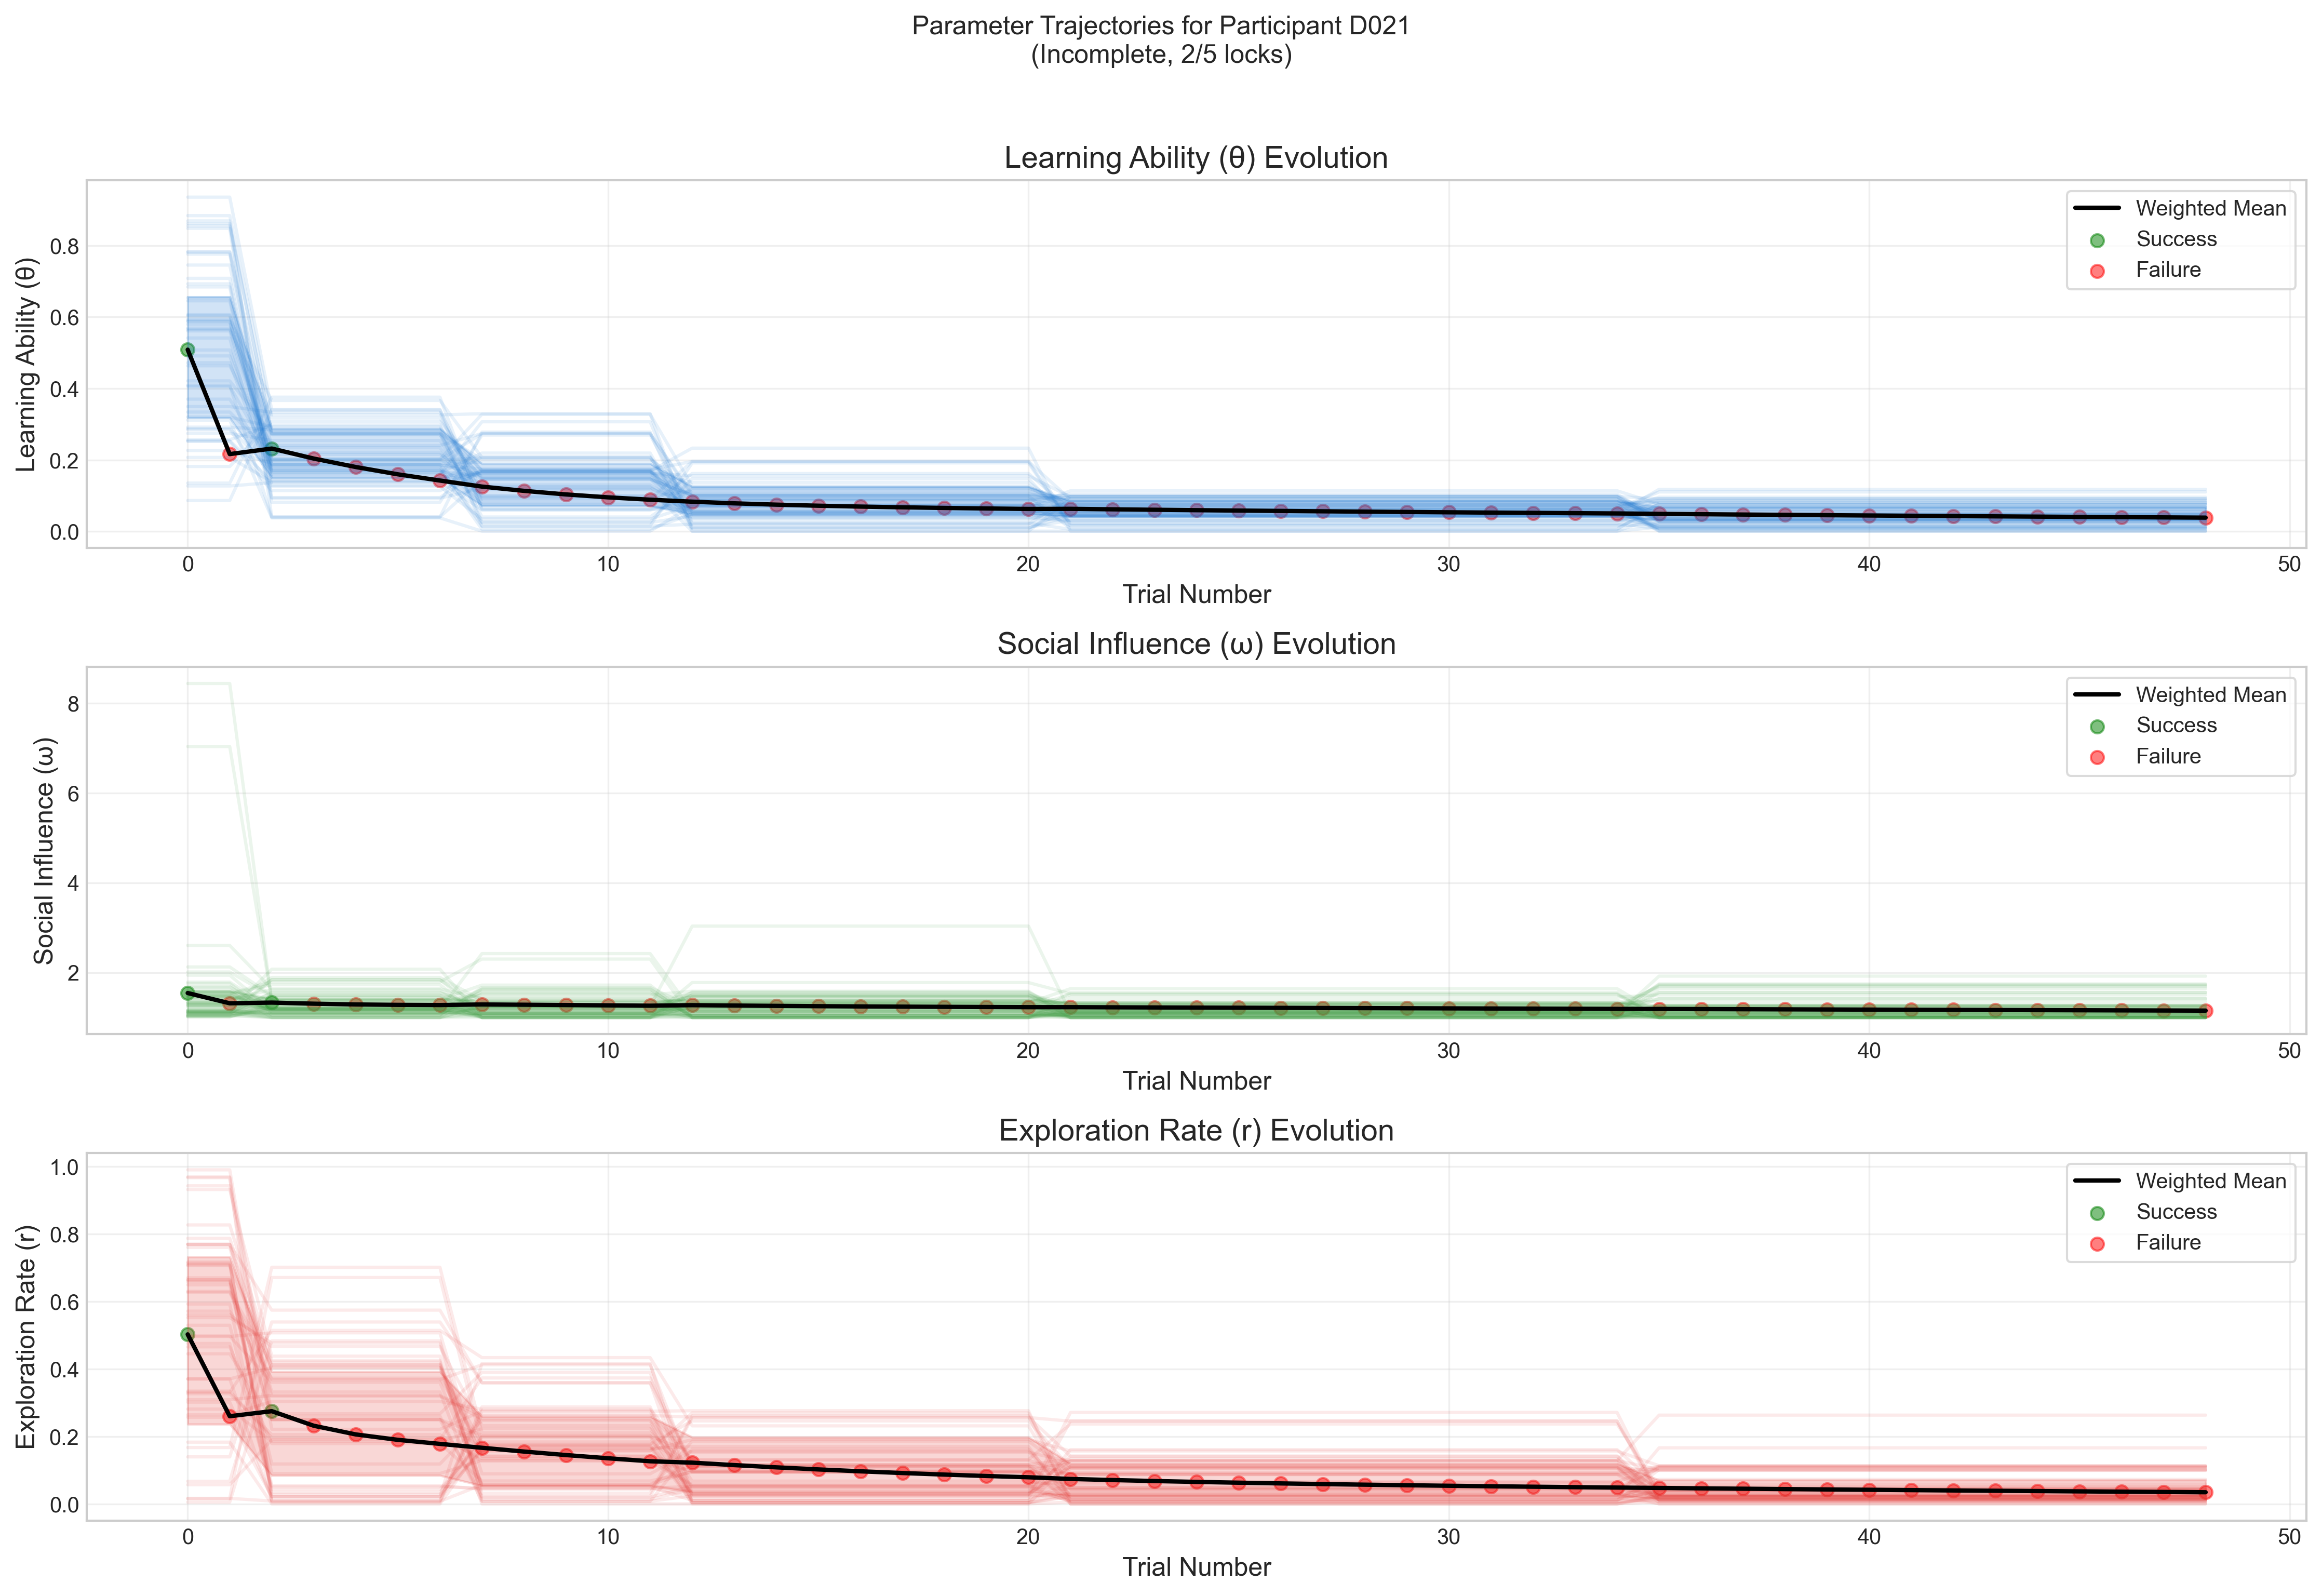 Parameter Trajectories for Participant D021
(Incomplete, 2/5 locks)
Learning Ability (θ) Evolution
Learning Ability (θ)
0.8
0.6
0.4
0.2
0.0
Weighted Mean
Success
Failure
0 10 20 30 40 50
Trial Number
Social Influence (ω) Evolution
Social Influence (ω)
8
6
4
2
Weighted Mean
Success
Failure
0 10 20 30 40 50
Trial Number
Exploration Rate (r) Evolution
Exploration Rate (r)
1.0
0.8
0.6
0.4
0.2
0.0
Weighted Mean
Success
Failure
0 10 20 30 40 50
Trial Number